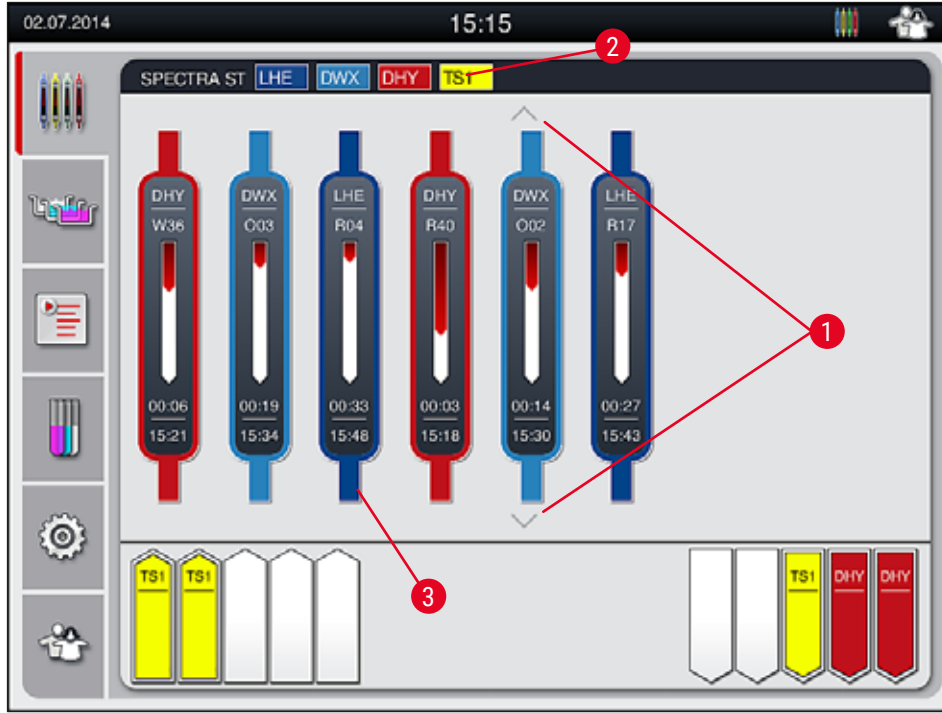 02.07.2014 15:15
2
SPECTRA ST LHE DWX DHY TS1
DHY DWX LHE DHY DWX LHE
W36 O03 R04 R40 O02 R17
1
00:06 00:19 00:33 00:03 00:14 00:27
15:21 15:34 15:48 15:18 15:30 15:43
3
TS1 TS1 TS1 DHY DHY